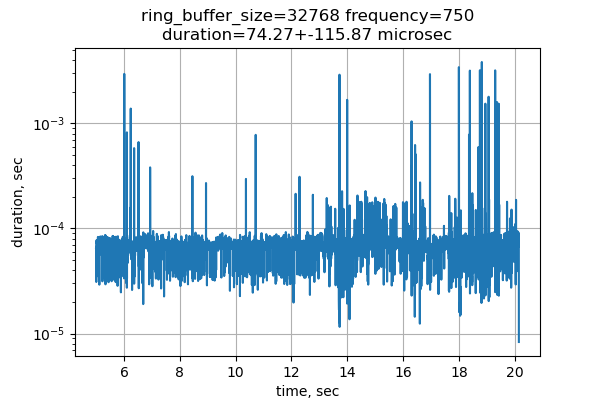 ring_buffer_size=32768 frequency=750
duration=74.27+-115.87 microsec
duration, sec
10⁻³
10⁻⁴
10⁻⁵
6 8 10 12 14 16 18 20
time, sec